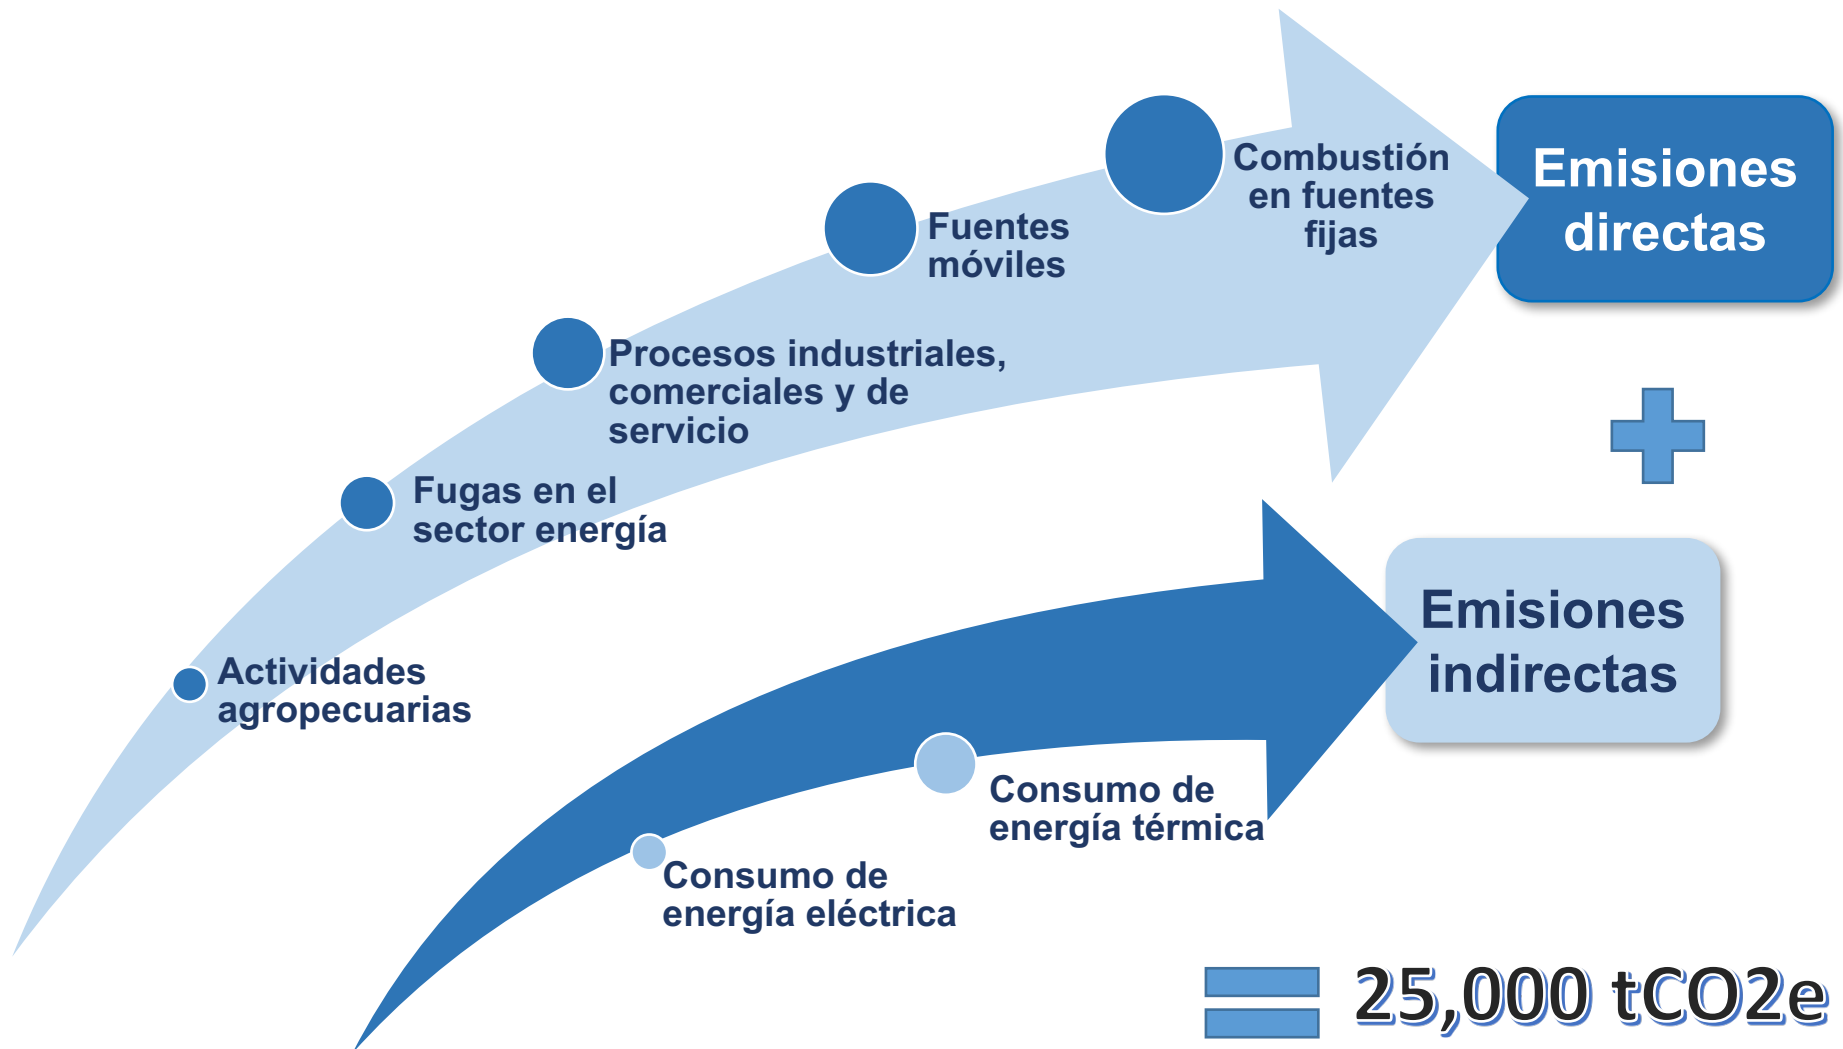 Combustión
en fuentes
fijas
Emisiones
directas
Fuentes
móviles
Procesos industriales,
comerciales y de
servicio
Fugas en el
sector energía
Actividades
agropecuarias
Emisiones
indirectas
Consumo de
energía térmica
Consumo de
energía eléctrica
25,000 tCO2e